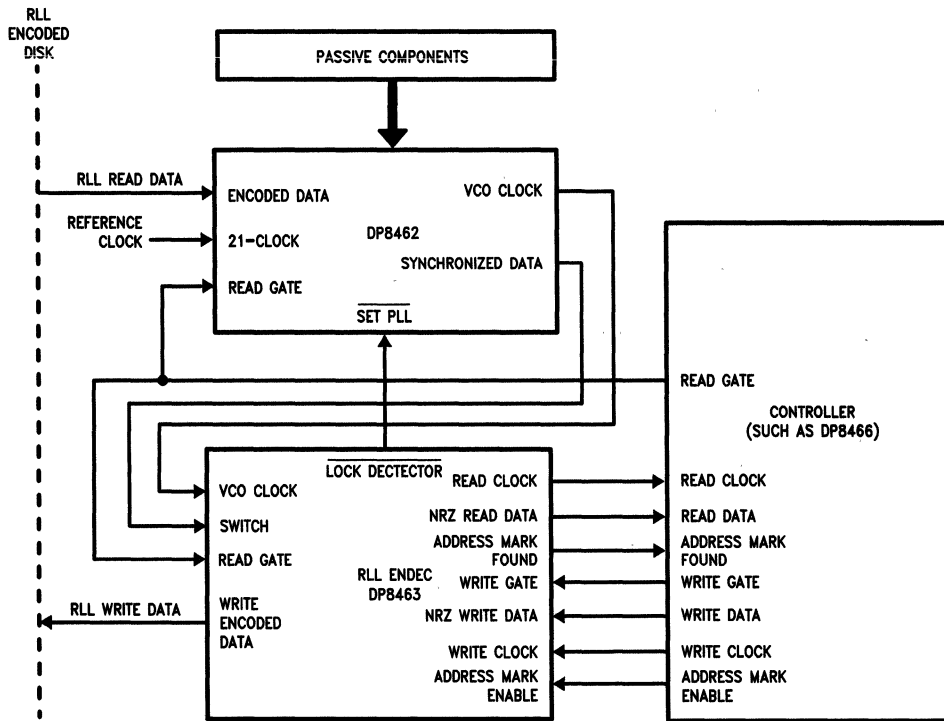 RLL
ENCODED
DISK
PASSIVE COMPONENTS
RLL READ DATA
ENCODED DATA
VCO CLOCK
REFERENCE
CLOCK
21-CLOCK
DP8462
SYNCHRONIZED DATA
READ GATE
SET PLL
READ GATE
CONTROLLER
(SUCH AS DP8466)
LOCK DECTECTOR
VCO CLOCK
READ CLOCK
READ CLOCK
SWITCH
NRZ READ DATA
READ DATA
READ GATE
ADDRESS MARK
FOUND
ADDRESS MARK
FOUND
RLL ENDEC
DP8463
WRITE GATE
WRITE GATE
RLL WRITE DATA
WRITE
ENCODED
DATA
NRZ WRITE DATA
WRITE DATA
WRITE CLOCK
WRITE CLOCK
ADDRESS MARK
ENABLE
ADDRESS MARK
ENABLE